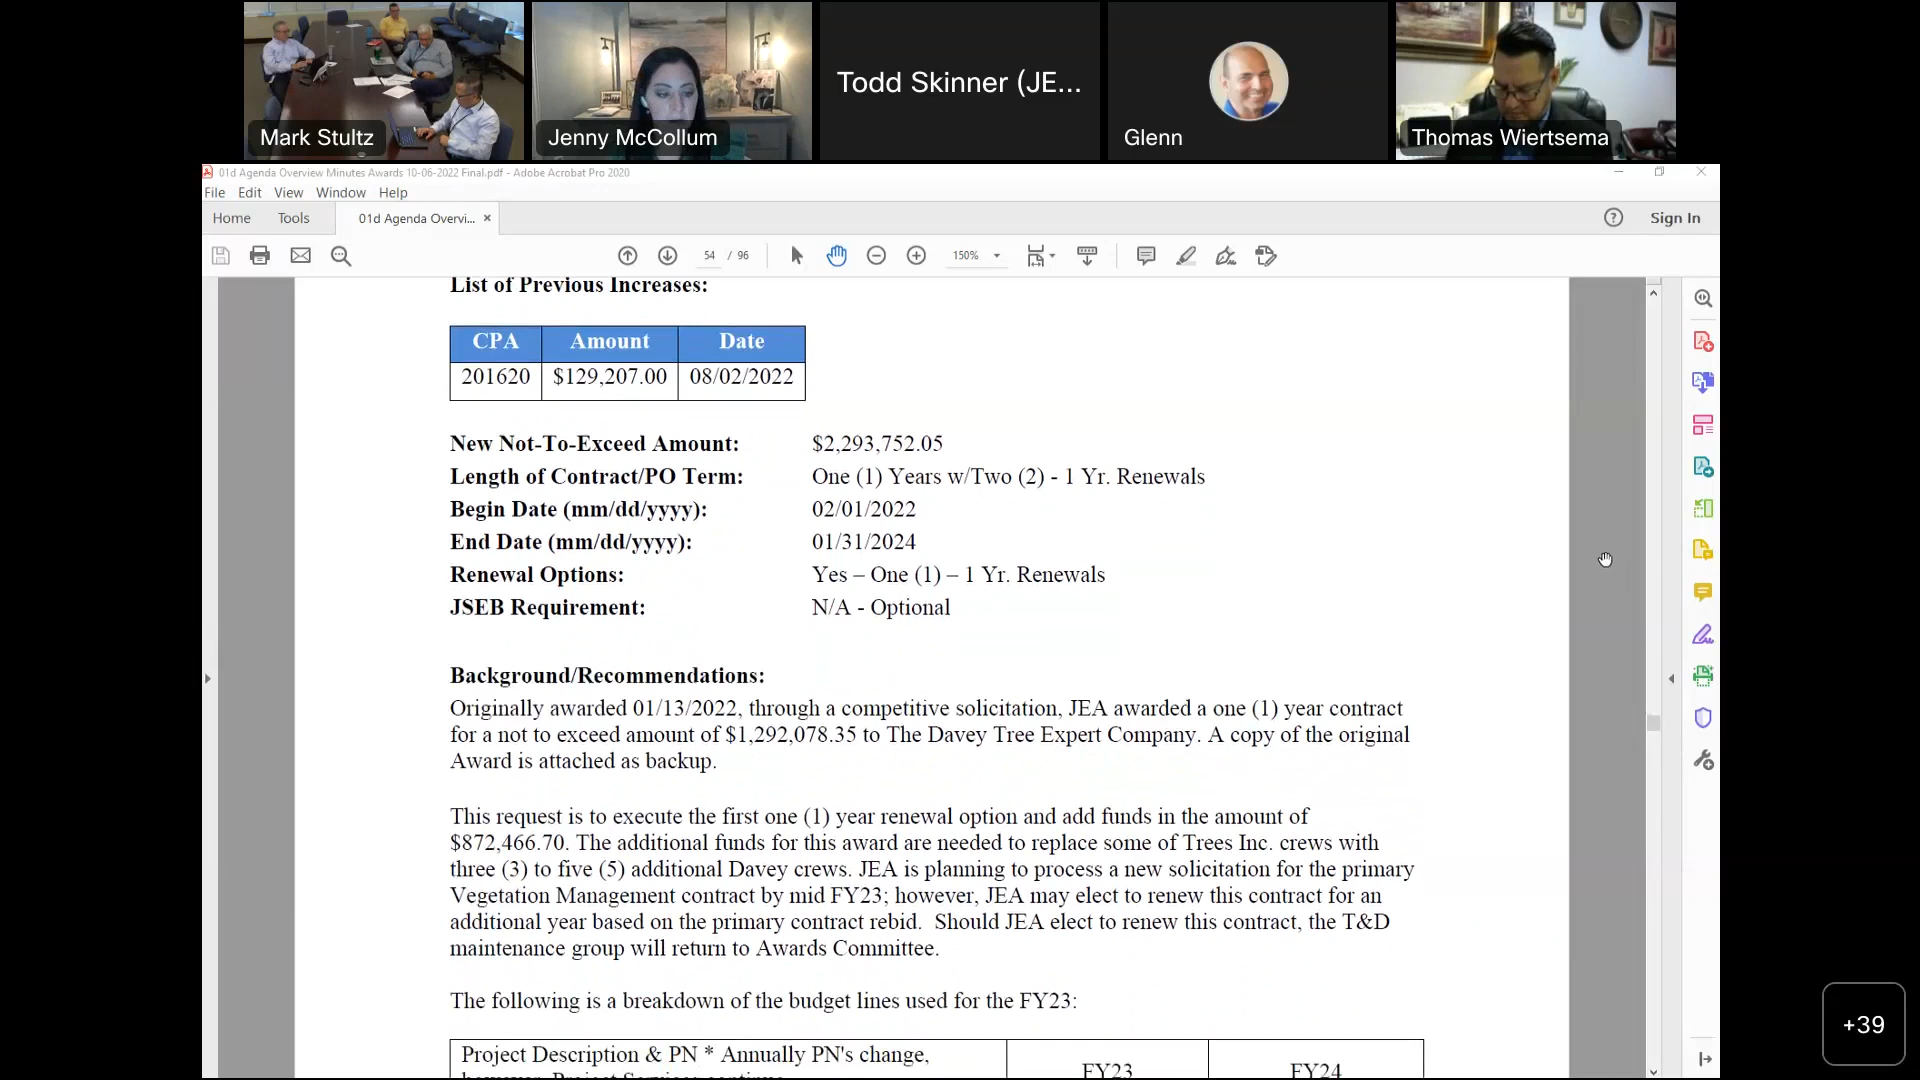 Mark Stultz
Jenny McCollum
Todd Skinner (JE...
Glenn
Thomas Wiertsema
01d Agenda Overview Minutes Awards 10-06-2022 Final.pdf - Adobe Acrobat Pro 2020
File Edit View Window Help
Home Tools 01d Agenda Overvi... × Sign In
54 / 96 150%
List of Previous Increases:
CPA Amount Date
201620 $129,207.00 08/02/2022
New Not-To-Exceed Amount: $2,293,752.05
Length of Contract/PO Term: One (1) Years w/Two (2) - 1 Yr. Renewals
Begin Date (mm/dd/yyyy): 02/01/2022
End Date (mm/dd/yyyy): 01/31/2024
Renewal Options: Yes – One (1) – 1 Yr. Renewals
JSEB Requirement: N/A - Optional
Background/Recommendations:
Originally awarded 01/13/2022, through a competitive solicitation, JEA awarded a one (1) year contract
for a not to exceed amount of $1,292,078.35 to The Davey Tree Expert Company. A copy of the original
Award is attached as backup.
This request is to execute the first one (1) year renewal option and add funds in the amount of
$872,466.70. The additional funds for this award are needed to replace some of Trees Inc. crews with
three (3) to five (5) additional Davey crews. JEA is planning to process a new solicitation for the primary
Vegetation Management contract by mid FY23; however, JEA may elect to renew this contract for an
additional year based on the primary contract rebid. Should JEA elect to renew this contract, the T&D
maintenance group will return to Awards Committee.
The following is a breakdown of the budget lines used for the FY23:
Project Description & PN * Annually PN's change,
FY23 FY24
+39